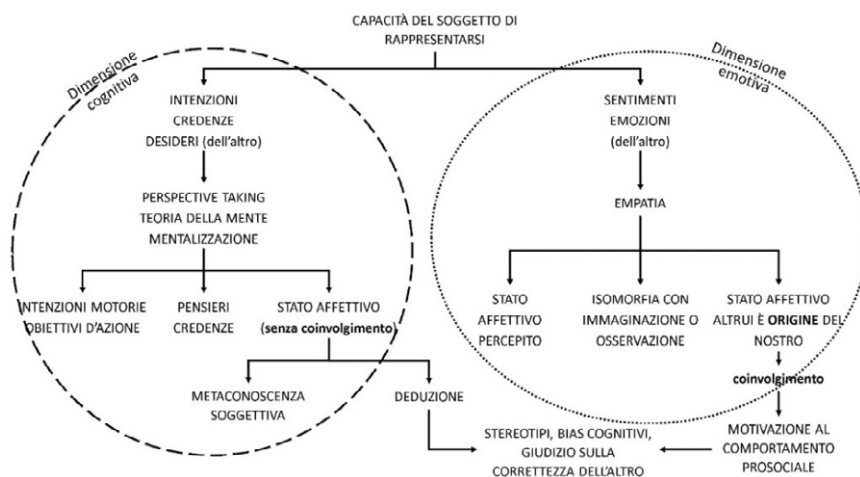 CAPACITÀ DEL SOGGETTO DI
RAPPRESENTARSI
Dimensione
cognitiva
Dimensione
emotiva
INTENZIONI
CREDENZE
DESIDERI (dell'altro)
SENTIMENTI
EMOZIONI
(dell'altro)
PERSPECTIVE TAKING
TEORIA DELLA MENTE
MENTALIZZAZIONE
EMPATIA
INTENZIONI MOTORIE
OBIETTIVI D'AZIONE
PENSIERI
CREDENZE
STATO AFFETTIVO
(senza coinvolgimento)
STATO
AFFETTIVO
PERCEPITO
ISOMORFIA CON
IMMAGINAZIONE O
OSSERVAZIONE
STATO AFFETTIVO
ALTRUI È ORIGINE DEL
NOSTRO
coinvolgimento
METACONOSCENZA
SOGGETTIVA
DEDUZIONE
STEREOTIPI, BIAS COGNITIVI,
GIUDIZIO SULLA
CORRETTEZZA DELL'ALTRO
MOTIVAZIONE AL
COMPORTAMENTO
PROSOCIALE